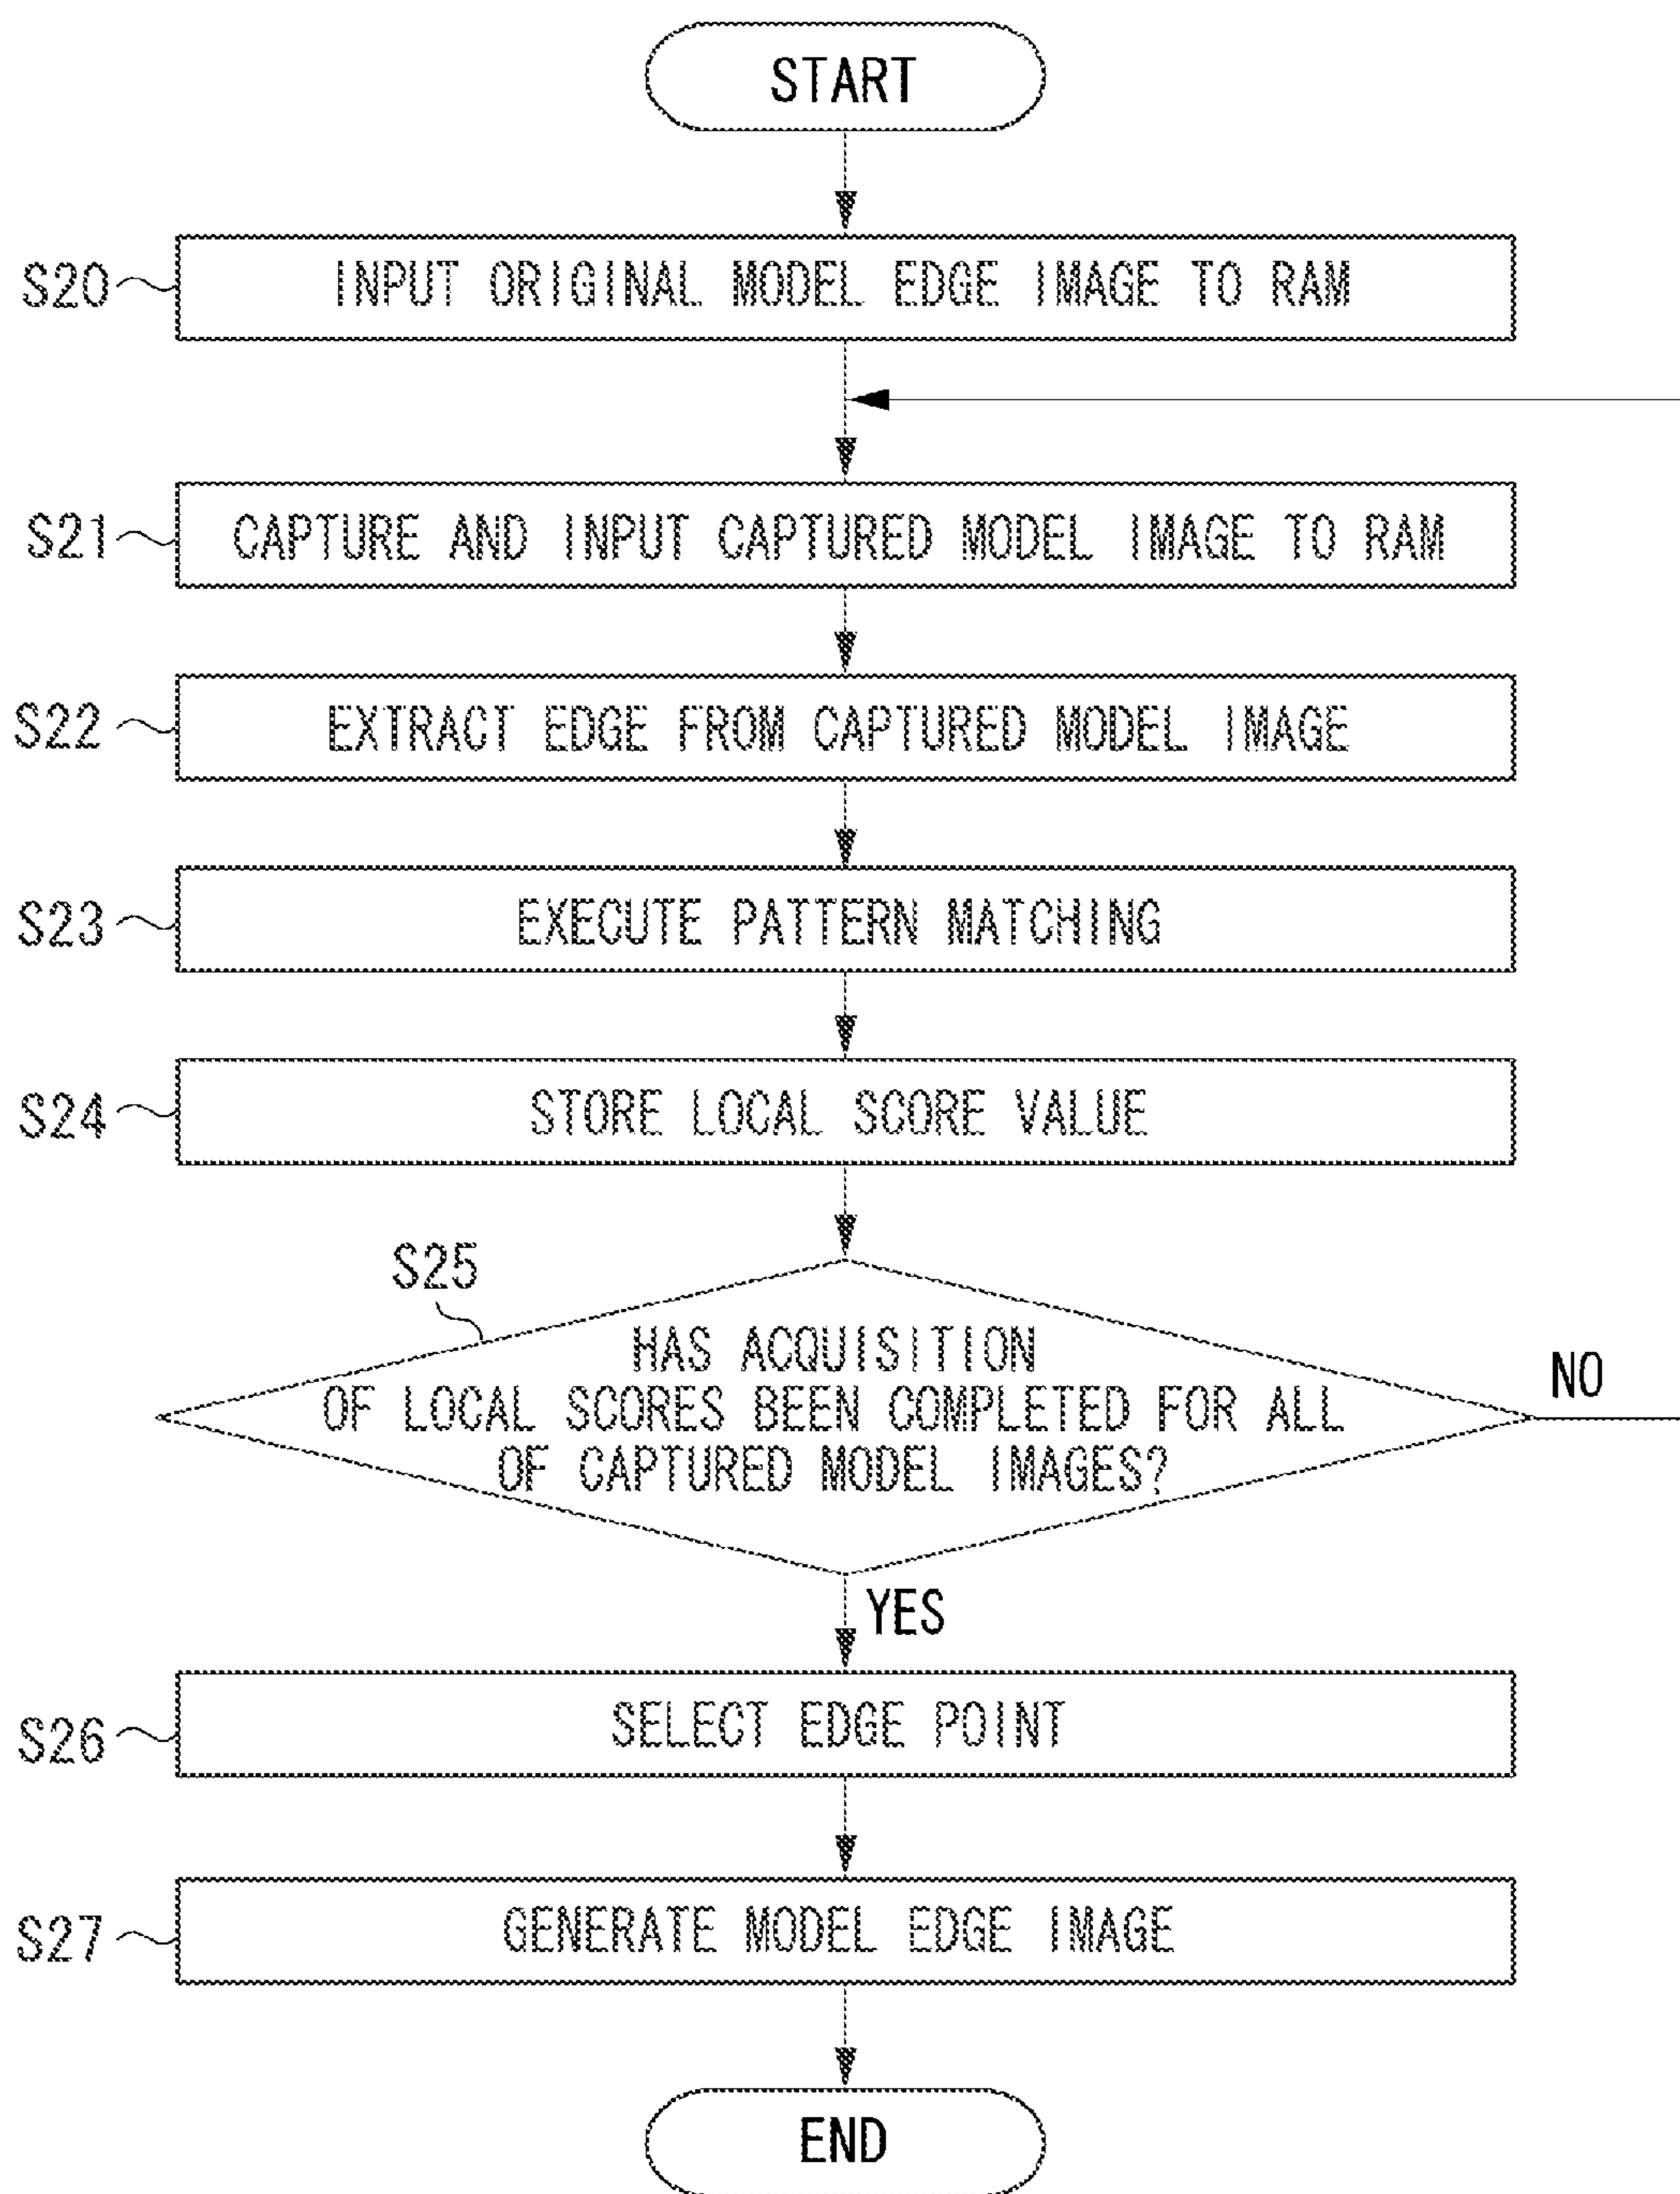 START
S20
INPUT ORIGINAL MODEL EDGE IMAGE TO RAM
S21
CAPTURE AND INPUT CAPTURED MODEL IMAGE TO RAM
S22
EXTRACT EDGE FROM CAPTURED MODEL IMAGE
S23
EXECUTE PATTERN MATCHING
S24
STORE LOCAL SCORE VALUE
S25
HAS ACQUISITION
OF LOCAL SCORES BEEN COMPLETED FOR ALL
OF CAPTURED MODEL IMAGES?
NO
YES
S26
SELECT EDGE POINT
S27
GENERATE MODEL EDGE IMAGE
END